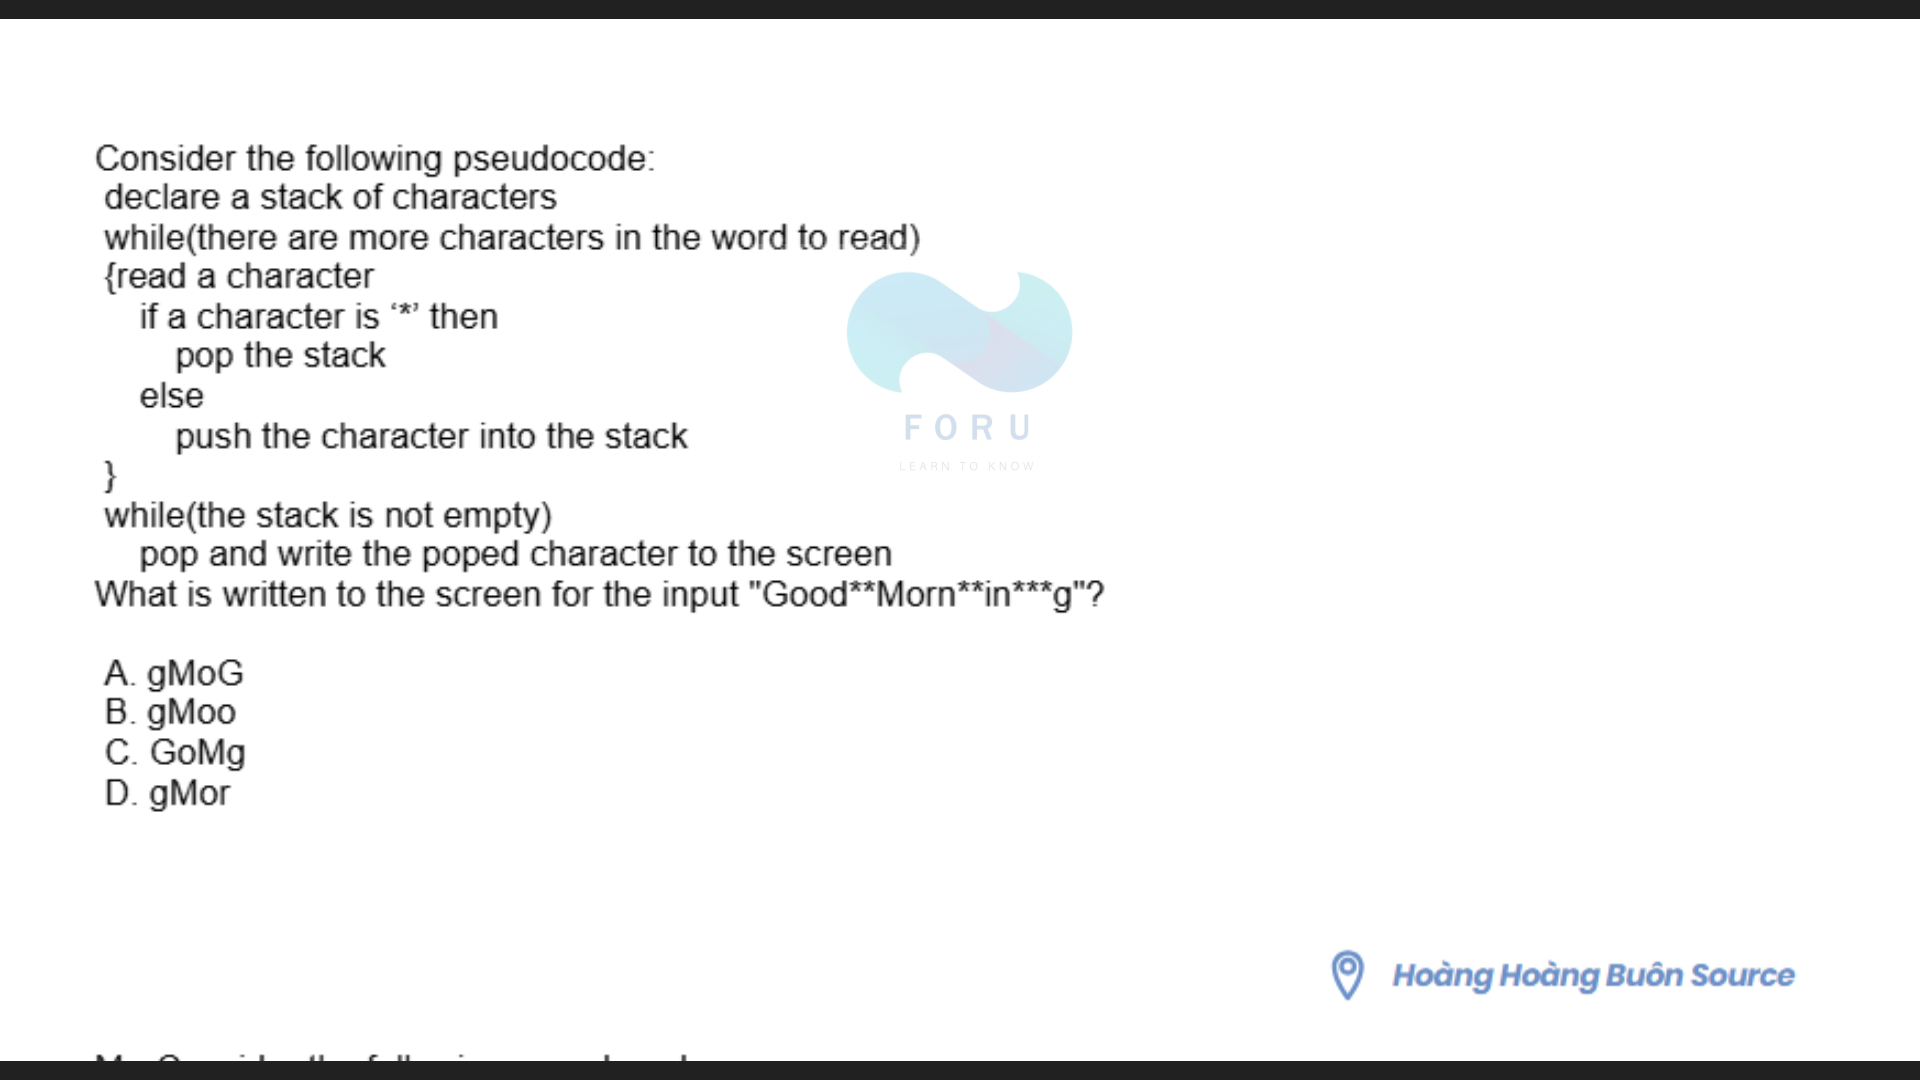 Consider the following pseudocode:
declare a stack of characters
while(there are more characters in the word to read)
{read a character
if a character is ‘*’ then
pop the stack
else
push the character into the stack
}
while(the stack is not empty)
pop and write the poped character to the screen
What is written to the screen for the input "Good**Morn**in***g"?
A. gMoG
B. gMoo
C. GoMg
D. gMor
FORU
LEARN TO KNOW
Hoàng Hoàng Buôn Source